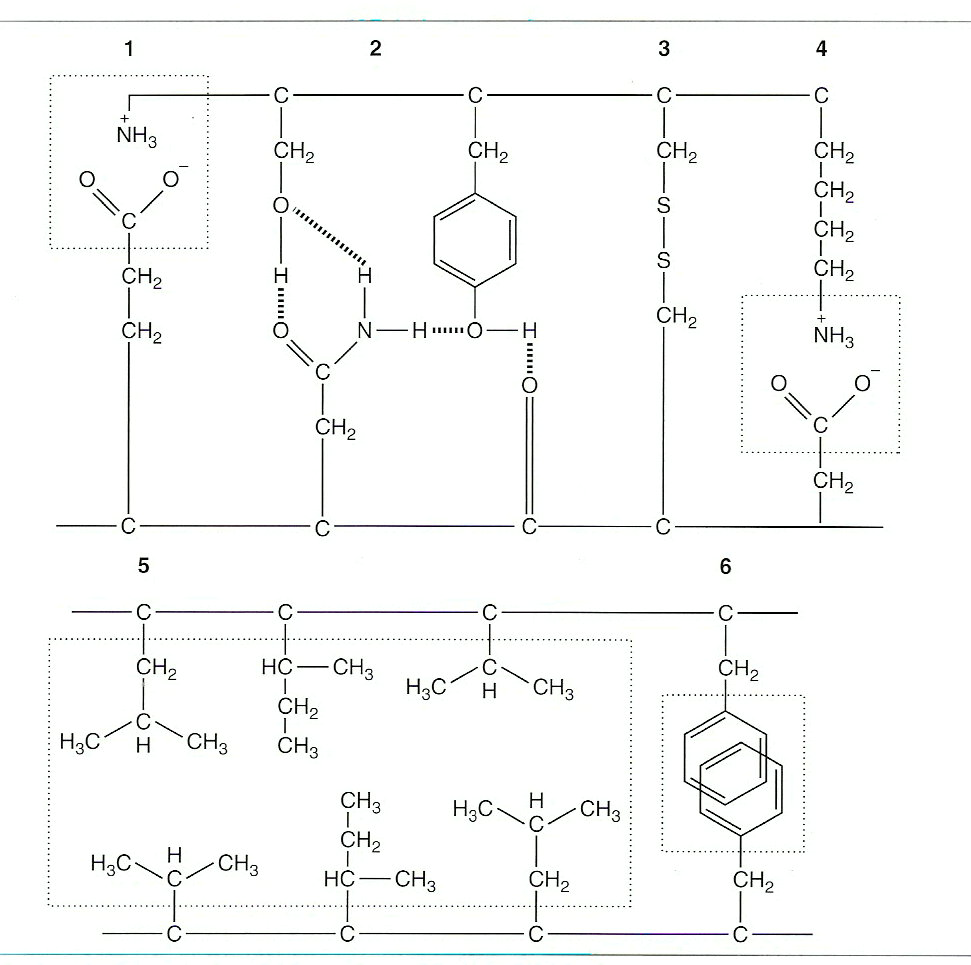 1 2 3 4
C C C C
NH3 +
CH2 CH2 CH2 CH2
O O− O S CH2
C CH2
CH2 H H S CH2
CH2 O N H O H CH2 NH3 +
C O O O−
CH2 C
CH2
C C C C
5 6
C C C C
CH2 HC CH3 C CH2
H3C H CH3
C CH2
H3C H CH3 CH3
CH3 H
CH2 H3C C CH3
H3C H CH3
C HC CH3 CH2 CH2
C C C C